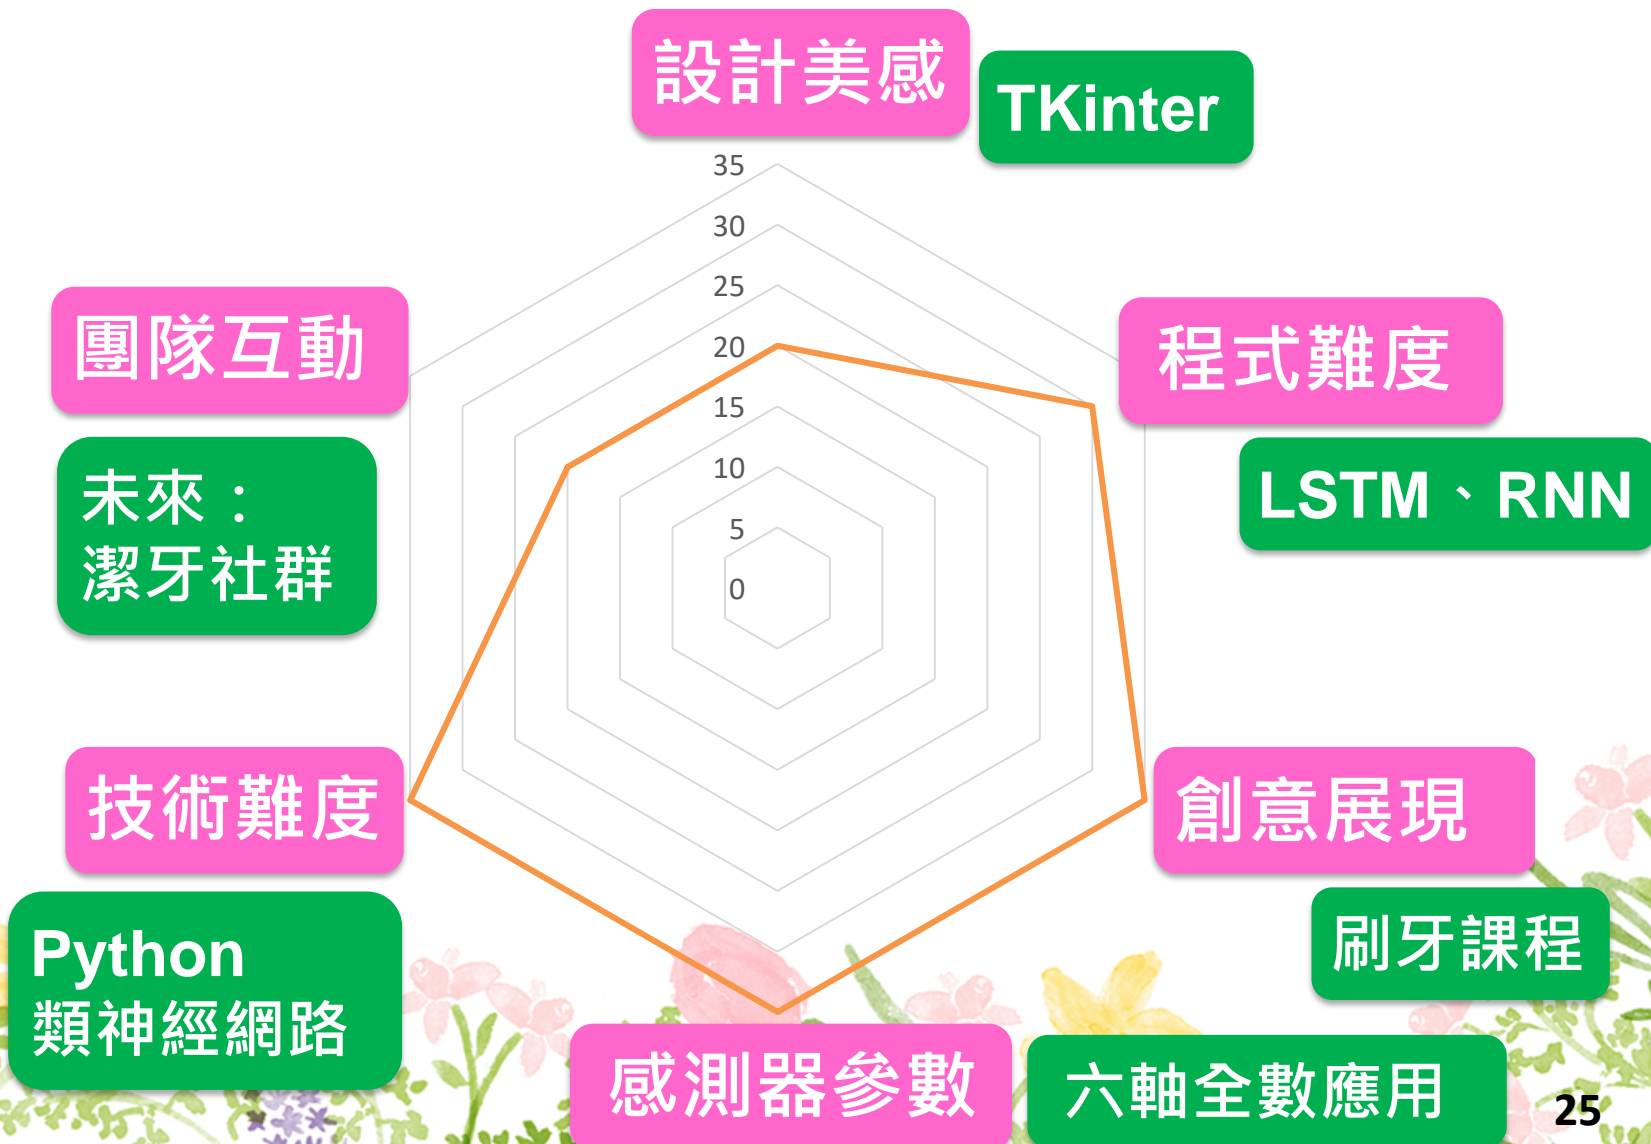 設計美感
TKinter
35
30
25
20
15
10
5
0
程式難度
LSTM、RNN
創意展現
刷牙課程
感測器參數
六軸全數應用
技術難度
Python
類神經網路
團隊互動
未來：
潔牙社群
25